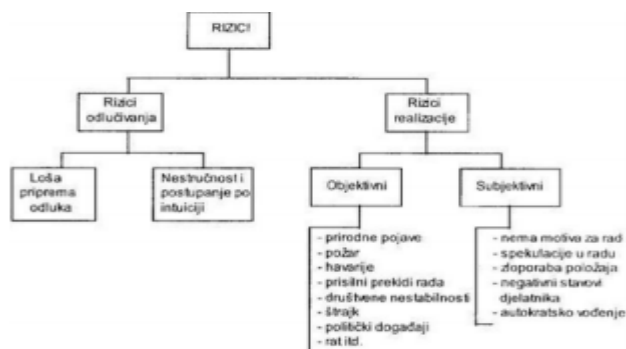 RIZICI
Rizici
odlučivanja
Rizici
realizacije
Loša
priprema
odluka
Nestručnost i
postupanje po
intuiciji
Objektivni
Subjektivni
- prirodne pojave
- požar
- havarije
- prisilni prekidi rada
- društvene nestabilnosti
- štrajk
- politički događaji
- rat itd.
- nema motiva za rad
- spekulacije u radu
- zloporaba položaja
- negativni stavovi
djelatnika
- autokratsko vođenje